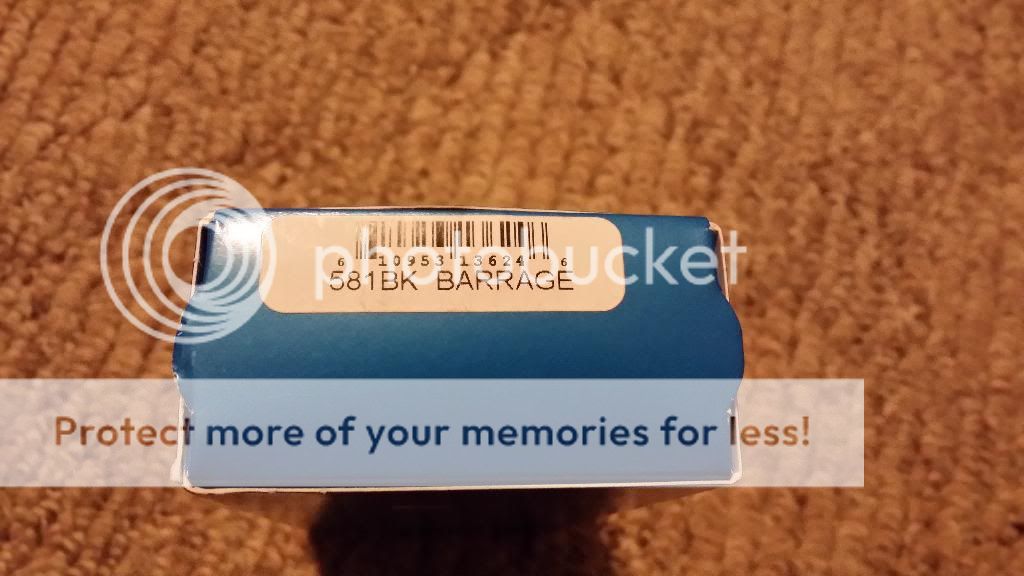 6 10953 13624 6
photobucket
581BK BARRAGE
Protect more of your memories for less!